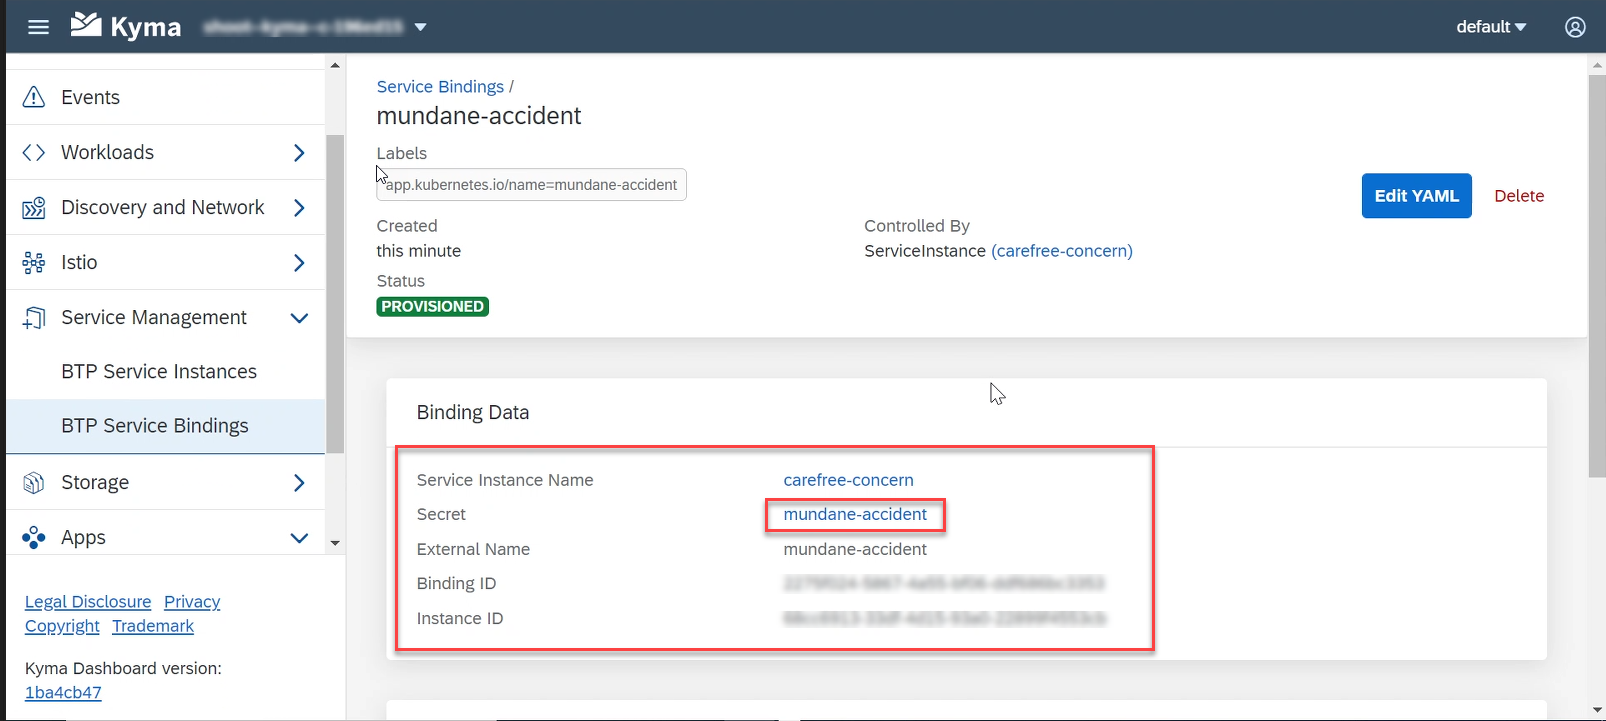 Kyma
default
Events
Workloads
Discovery and Network
Istio
Service Management
BTP Service Instances
BTP Service Bindings
Storage
Apps
Legal Disclosure Privacy
Copyright Trademark
Kyma Dashboard version:
1ba4cb47
Service Bindings /
mundane-accident
Labels
app.kubernetes.io/name=mundane-accident
Created
this minute
Controlled By
ServiceInstance (carefree-concern)
Status
PROVISIONED
Edit YAML Delete
Binding Data
Service Instance Name carefree-concern
Secret mundane-accident
External Name mundane-accident
Binding ID
Instance ID